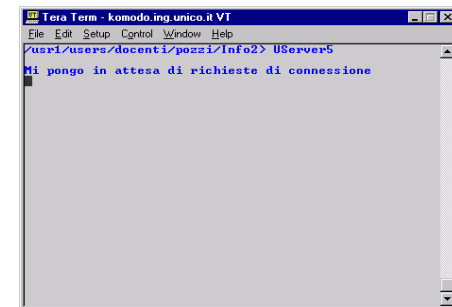 Tera Term - komodo.ing.unico.it VT
File Edit Setup Control Window Help
/usr1/users/docenti/pozzi/Info2> UServer5
Mi pongo in attesa di richieste di connessione